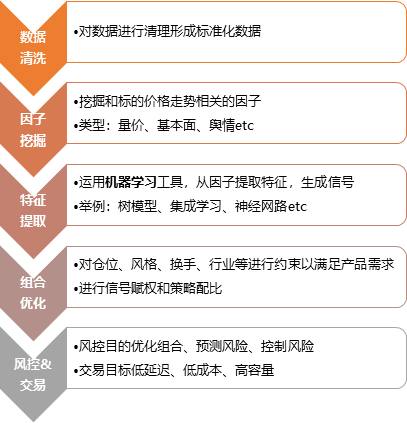 数据
清洗
•对数据进行清理形成标准化数据
因子
挖掘
•挖掘和标的价格走势相关的因子
•类型：量价、基本面、舆情etc
特征
提取
•运用机器学习工具，从因子提取特征，生成信号
•举例：树模型、集成学习、神经网路etc
组合
优化
•对仓位、风格、换手、行业等进行约束以满足产品需求
•进行信号赋权和策略配比
风控&
交易
•风控目的优化组合、预测风险、控制风险
•交易目标低延迟、低成本、高容量